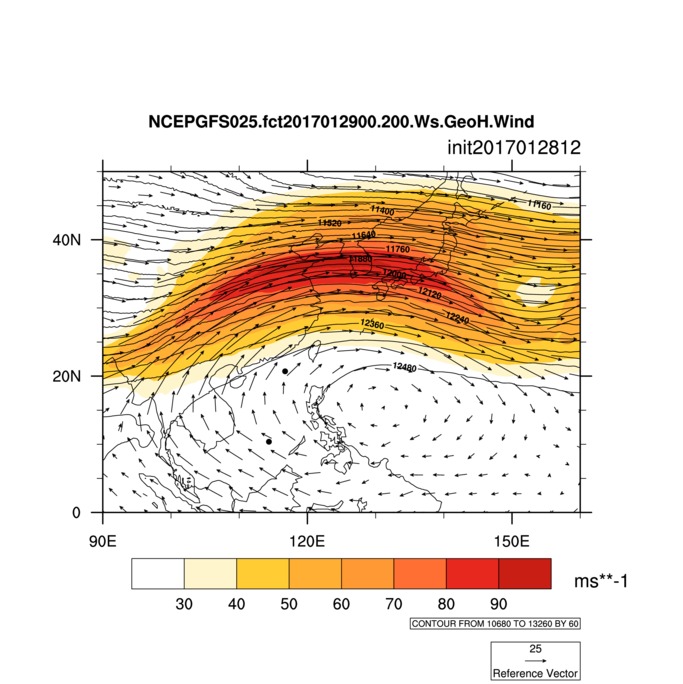 NCEPGFS025.fct2017012900.200.Ws.GeoH.Wind
init2017012812
11160
11400
11520
11640
40N
11760
11880
12000
12120
12240
12360
20N
12480
0
90E 120E 150E
ms**-1
30 40 50 60 70 80 90
CONTOUR FROM 10680 TO 13260 BY 60
25
Reference Vector